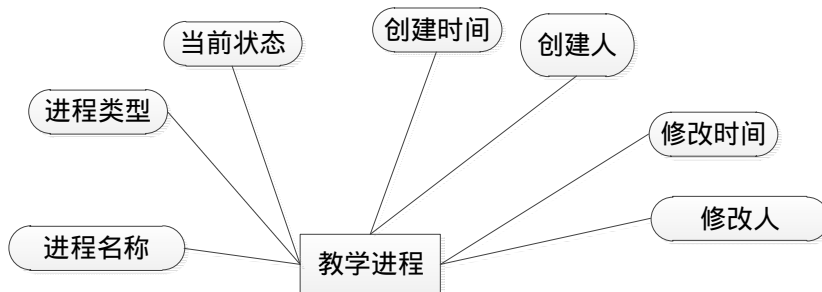 当前状态
创建时间
创建人
进程类型
修改时间
进程名称
修改人
教学进程